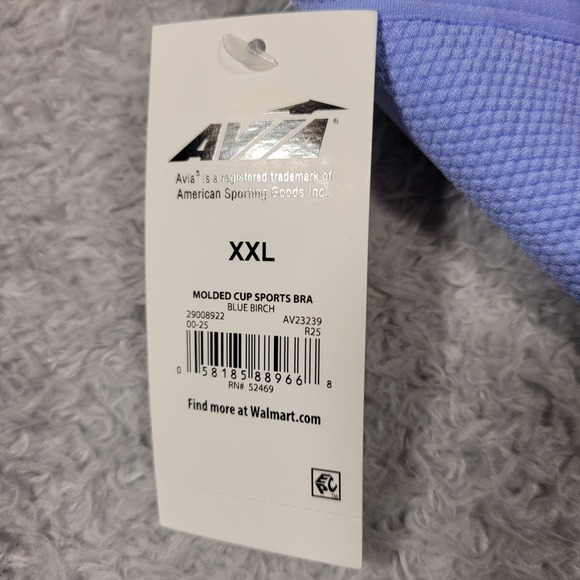 AVIA®
Avia® is a registered trademark of
American Sporting Goods Inc.
XXL
MOLDED CUP SPORTS BRA
BLUE BIRCH
29008922 AV23239
00-25 R25
0 58185 88966 8
RN# 52469
Find more at Walmart.com
EPC™